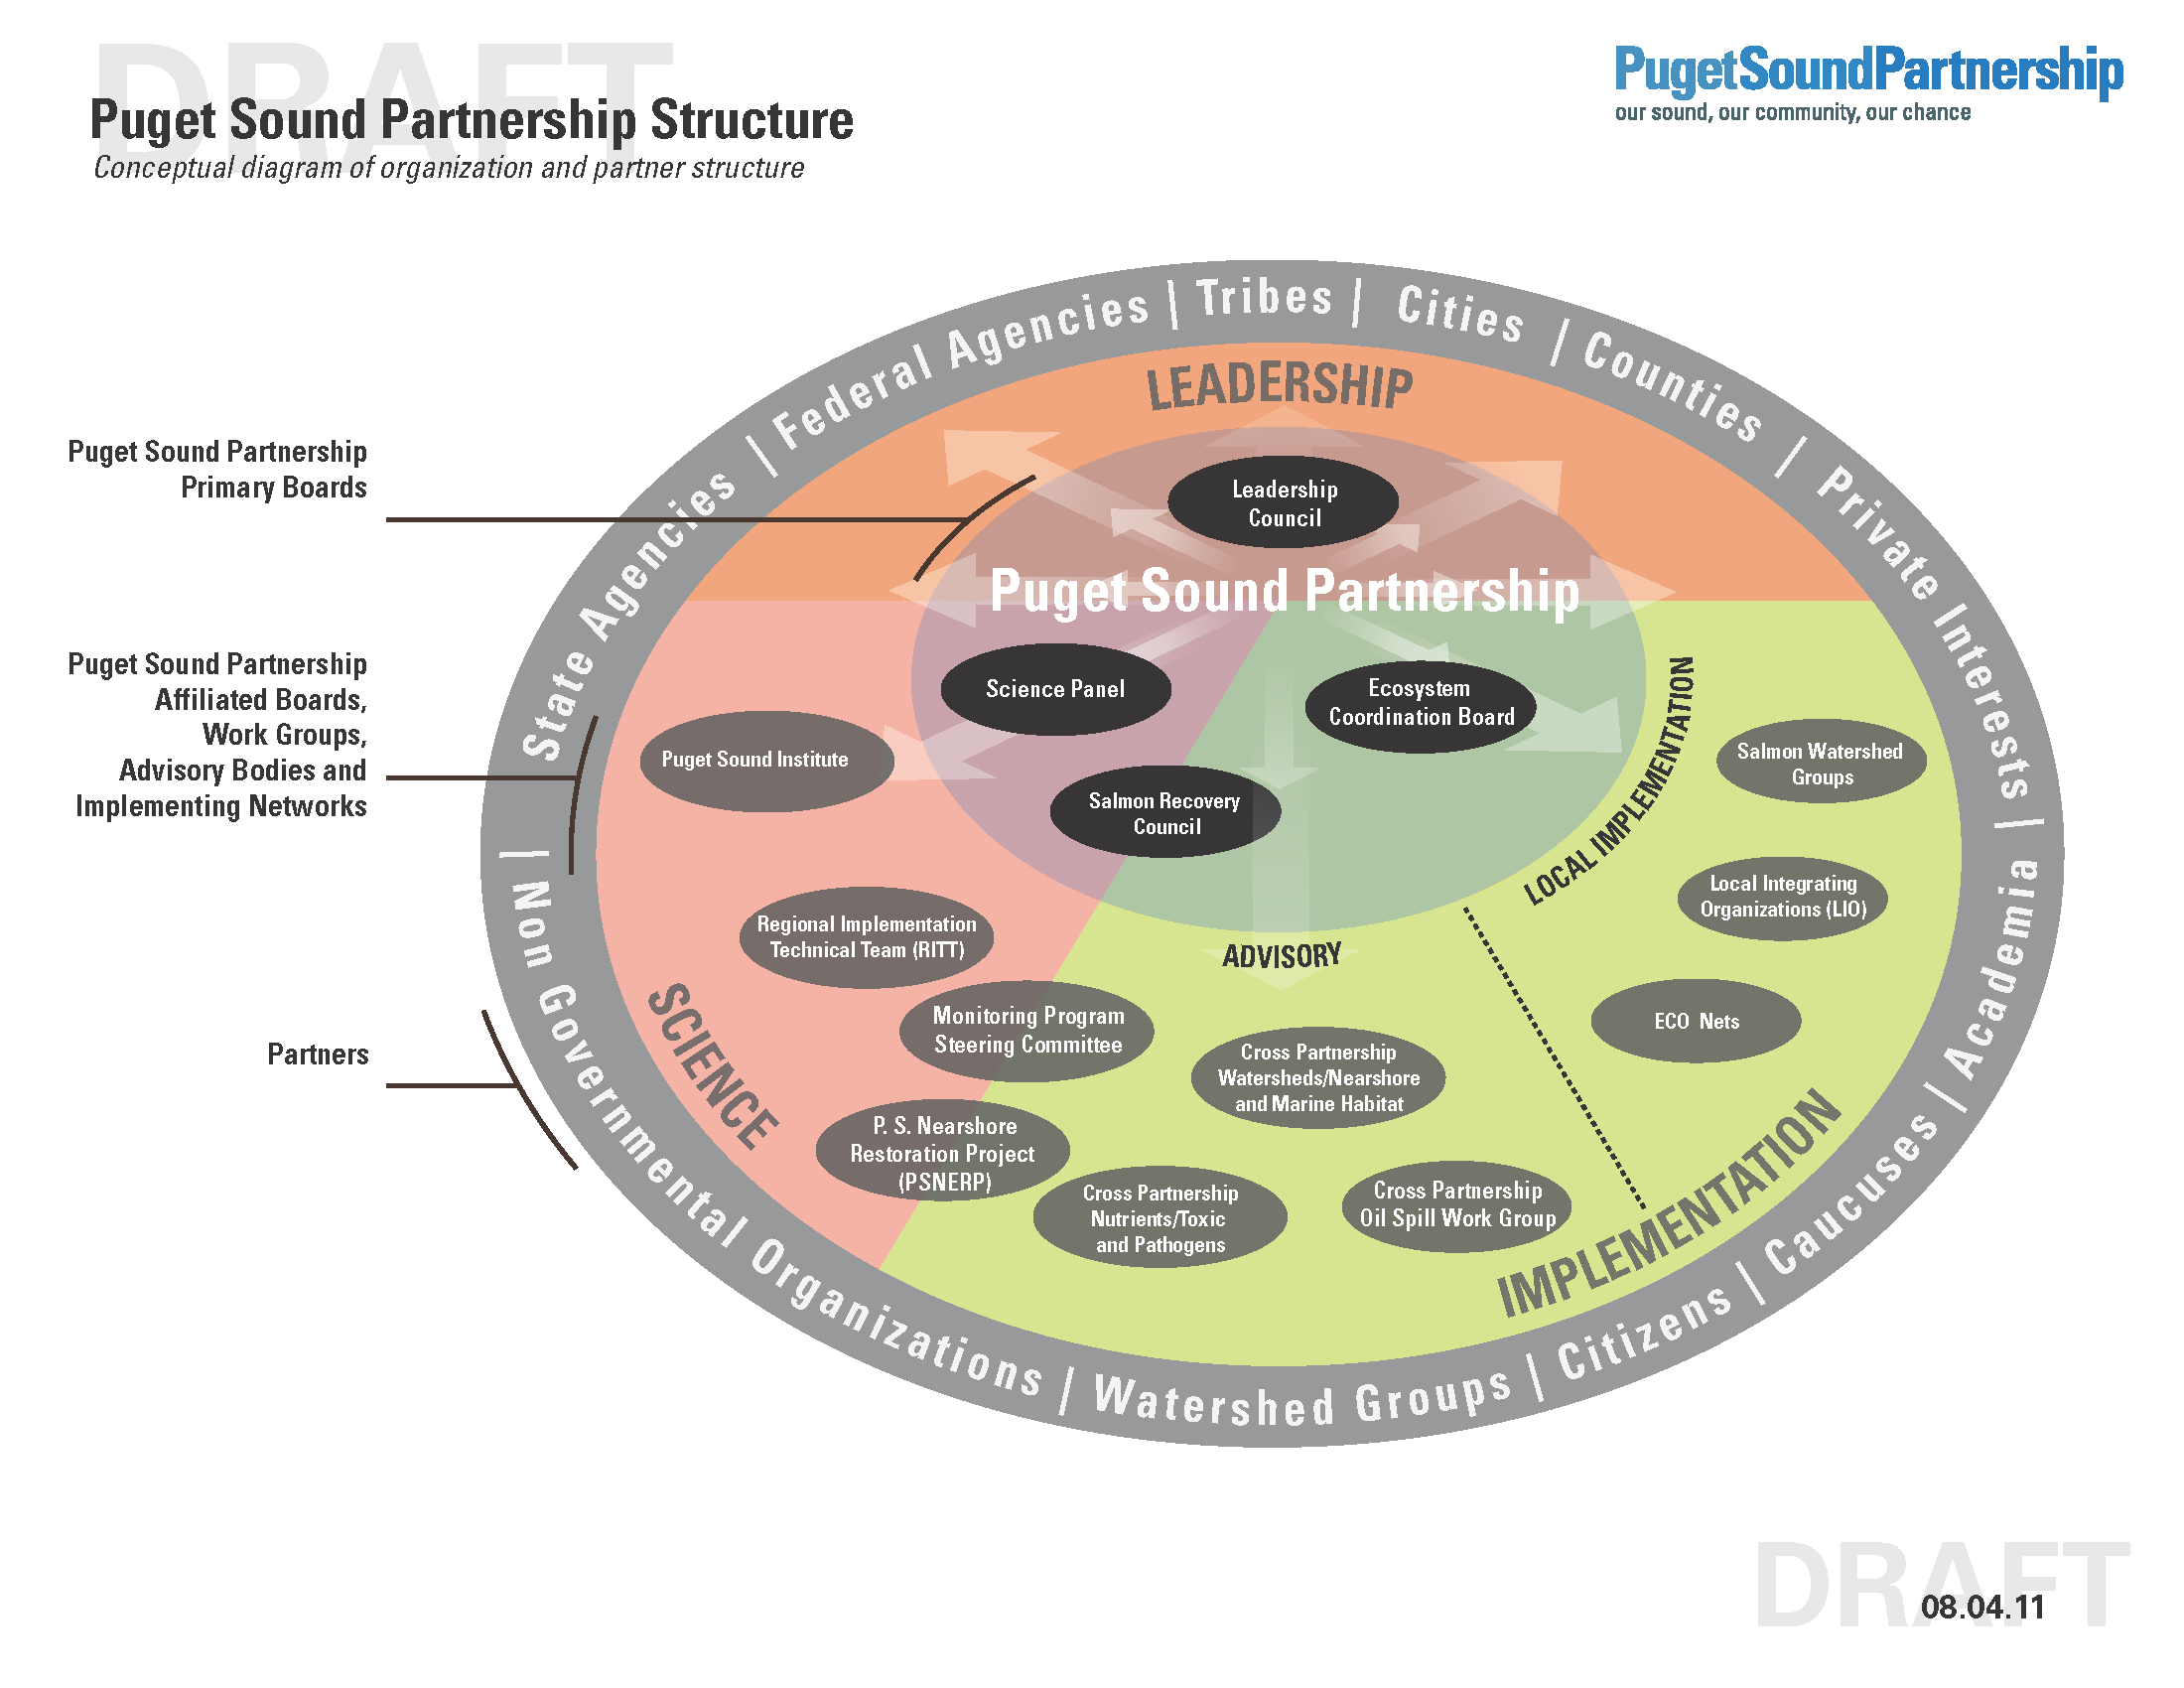 DRAFT
Puget Sound Partnership Structure
Conceptual diagram of organization and partner structure
PugetSoundPartnership
our sound, our community, our chance
State Agencies | Federal Agencies | Tribes | Cities | Counties | Private Interests |
LEADERSHIP
Puget Sound Partnership
Primary Boards
Leadership
Council
Puget Sound Partnership
Puget Sound Partnership
Affiliated Boards,
Work Groups,
Advisory Bodies and
Implementing Networks
Science Panel
Ecosystem
Coordination Board
Puget Sound Institute
Salmon Recovery
Council
LOCAL IMPLEMENTATION
Salmon Watershed
Groups
Local Integrating
Organizations (LIO)
Regional Implementation
Technical Team (RITT)
ADVISORY
ECO Nets
SCIENCE
Monitoring Program
Steering Committee
Cross Partnership
Watersheds/Nearshore
and Marine Habitat
Partners
P. S. Nearshore
Restoration Project
(PSNERP)
Cross Partnership
Nutrients/Toxic
and Pathogens
Cross Partnership
Oil Spill Work Group
IMPLEMENTATION
| Non Governmental Organizations | Watershed Groups | Citizens | Caucuses | Academia
DRAFT
08.04.11